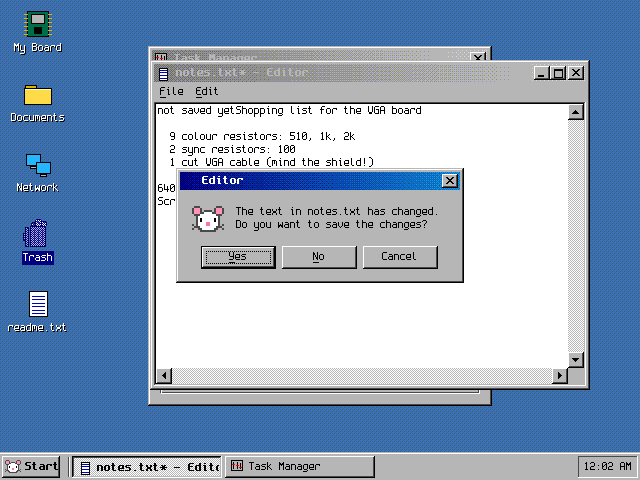 My Board
Documents
Network
Trash
readme.txt
Task Manager
notes.txt* - Editor
File Edit
not saved yetShopping list for the VGA board
9 colour resistors: 510, 1k, 2k
2 sync resistors: 100
1 cut VGA cable (mind the shield!)
640
Scr
Editor
The text in notes.txt has changed.
Do you want to save the changes?
Yes No Cancel
Start notes.txt* - Edito Task Manager 12:02 AM